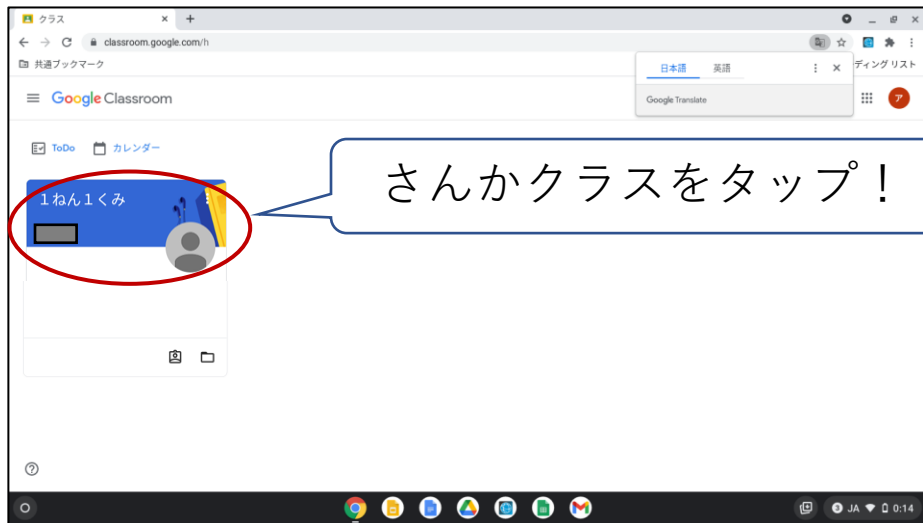 クラス
classroom.google.com/h
共通ブックマーク
ディングリスト
日本語 英語
Google Translate
Google Classroom
ア
ToDo カレンダー
1ねん1くみ
さんかクラスをタップ！
JA 0:14